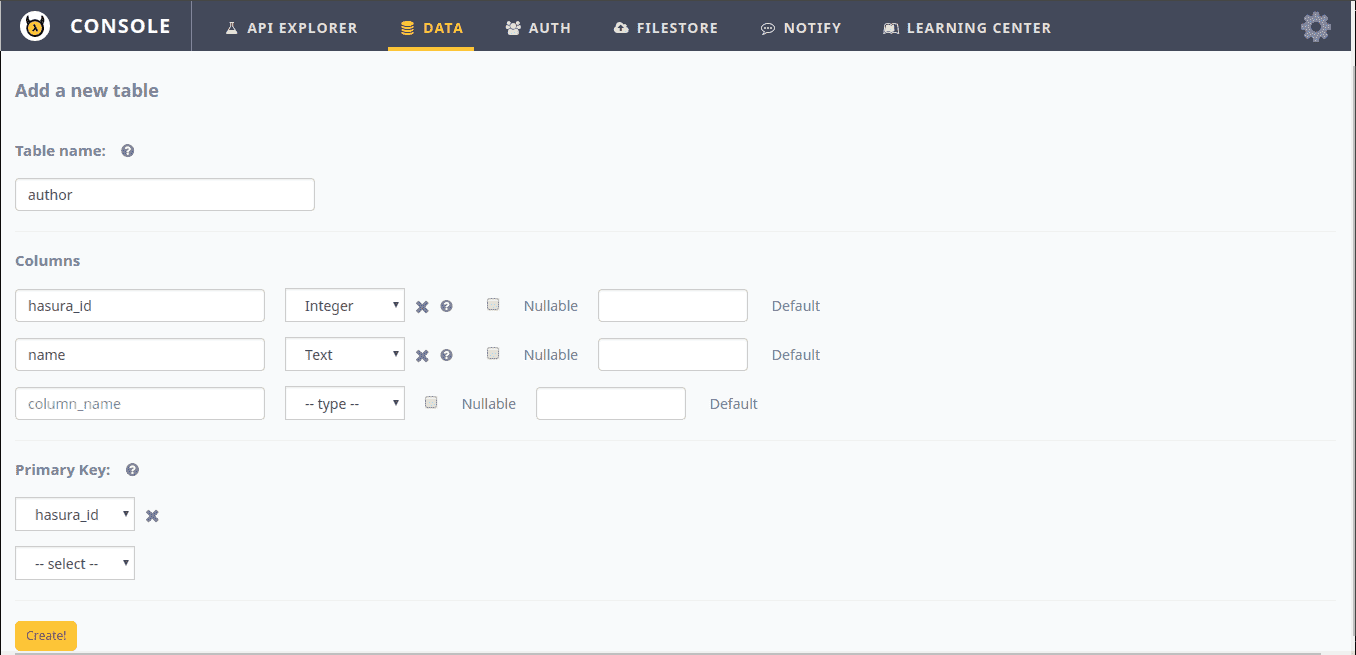 CONSOLE API EXPLORER DATA AUTH FILESTORE NOTIFY LEARNING CENTER
Add a new table
Table name:
author
Columns
hasura_id Integer Nullable Default
name Text Nullable Default
column_name -- type -- Nullable Default
Primary Key:
hasura_id
-- select --
Create!